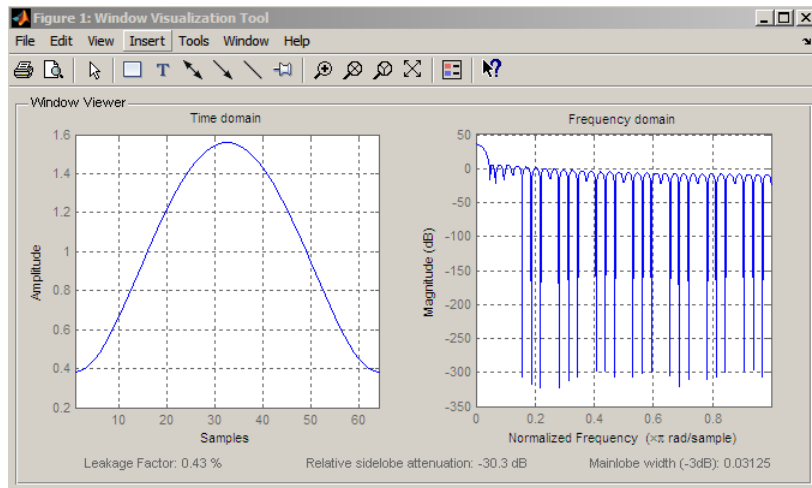 Figure 1: Window Visualization Tool
File Edit View Insert Tools Window Help
T
Window Viewer
Time domain
1.6
1.4
1.2
1
0.8
0.6
0.4
0.2
Amplitude
10 20 30 40 50 60
Samples
Frequency domain
50
0
-50
-100
-150
-200
-250
-300
-350
Magnitude (dB)
0 0.2 0.4 0.6 0.8
Normalized Frequency (×π rad/sample)
Leakage Factor: 0.43 % Relative sidelobe attenuation: -30.3 dB Mainlobe width (-3dB): 0.03125